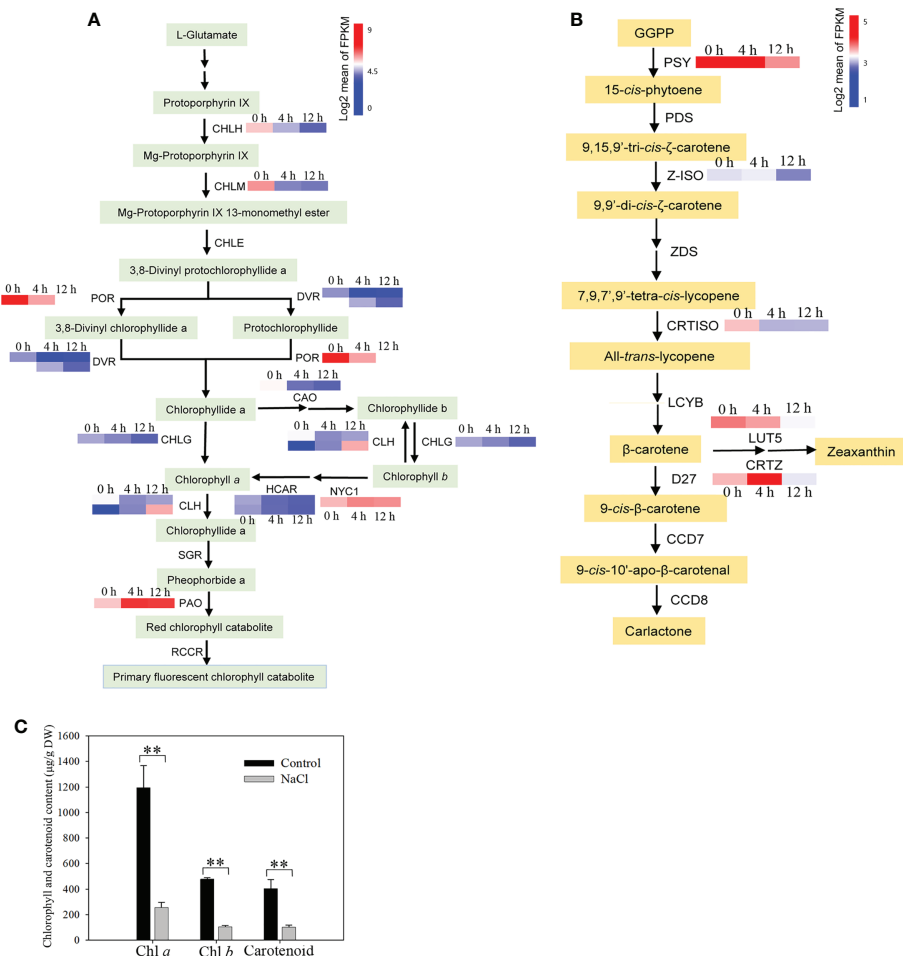 A
L-Glutamate
9
4.5
0
Log2 mean of FPKM
Protoporphyrin IX
0 h 4 h 12 h
CHLH
Mg-Protoporphyrin IX
0 h 4 h 12 h
CHLM
Mg-Protoporphyrin IX 13-monomethyl ester
CHLE
3,8-Divinyl protochlorophyllide a
0 h 4 h 12 h
POR
0 h 4 h 12 h
DVR
3,8-Divinyl chlorophyllide a
Protochlorophyllide
0 h 4 h 12 h
DVR
0 h 4 h 12 h
POR
0 h 4 h 12 h
CAO
Chlorophyllide a
Chlorophyllide b
0 h 4 h 12 h
CHLG
0 h 4 h 12 h
CLH
CHLG
0 h 4 h 12 h
Chlorophyll a
Chlorophyll b
0 h 4 h 12 h
CLH
HCAR
0 h 4 h 12 h
NYC1
0 h 4 h 12 h
Chlorophyllide a
SGR
Pheophorbide a
0 h 4 h 12 h
PAO
Red chlorophyll catabolite
RCCR
Primary fluorescent chlorophyll catabolite
B
GGPP
5
3
1
Log2 mean of FPKM
PSY
0 h 4 h 12 h
15-cis-phytoene
PDS
9,15,9'-tri-cis-ζ-carotene
Z-ISO
0 h 4 h 12 h
9,9'-di-cis-ζ-carotene
ZDS
7,9,7',9'-tetra-cis-lycopene
CRTISO
0 h 4 h 12 h
All-trans-lycopene
LCYB
0 h 4 h 12 h
LUT5
β-carotene
Zeaxanthin
CRTZ
0 h 4 h 12 h
D27
9-cis-β-carotene
CCD7
9-cis-10'-apo-β-carotenal
CCD8
Carlactone
C
Chlorophyll and carotenoid content (μg/g DW)
1600
1400
1200
1000
800
600
400
200
0
**
**
**
Control
NaCl
Chl a
Chl b
Carotenoid